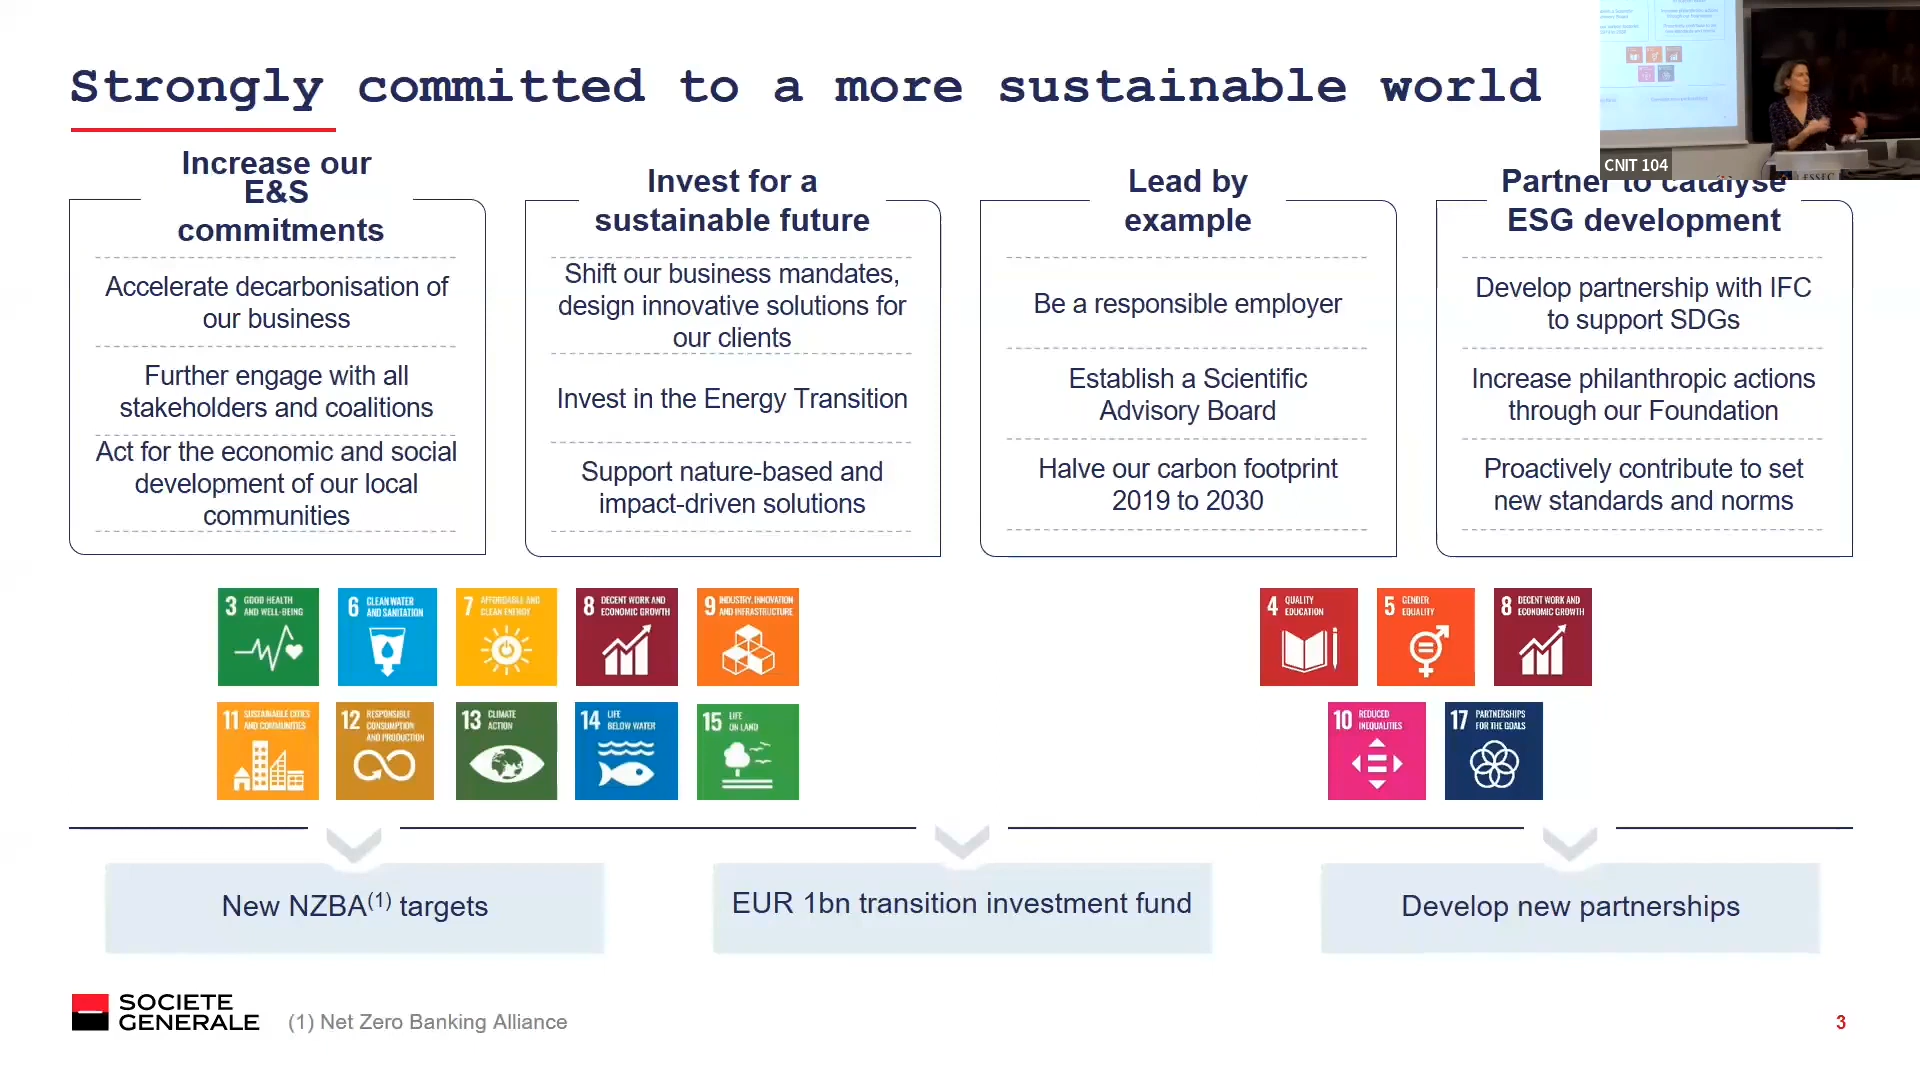 Strongly committed to a more sustainable world
CNIT 104
ESSEC
Increase our
E&S
commitments
Accelerate decarbonisation of
our business
Further engage with all
stakeholders and coalitions
Act for the economic and social
development of our local
communities
Invest for a
sustainable future
Shift our business mandates,
design innovative solutions for
our clients
Invest in the Energy Transition
Support nature-based and
impact-driven solutions
Lead by
example
Be a responsible employer
Establish a Scientific
Advisory Board
Halve our carbon footprint
2019 to 2030
Partner to catalyse
ESG development
Develop partnership with IFC
to support SDGs
Increase philanthropic actions
through our Foundation
Proactively contribute to set
new standards and norms
3 GOOD HEALTH
AND WELL-BEING
6 CLEAN WATER
AND SANITATION
7 AFFORDABLE AND
CLEAN ENERGY
8 DECENT WORK AND
ECONOMIC GROWTH
9 INDUSTRY, INNOVATION
AND INFRASTRUCTURE
11 SUSTAINABLE CITIES
AND COMMUNITIES
12 RESPONSIBLE
CONSUMPTION
AND PRODUCTION
13 CLIMATE
ACTION
14 LIFE
BELOW WATER
15 LIFE
ON LAND
4 QUALITY
EDUCATION
5 GENDER
EQUALITY
8 DECENT WORK AND
ECONOMIC GROWTH
10 REDUCED
INEQUALITIES
17 PARTNERSHIPS
FOR THE GOALS
New NZBA(1) targets
EUR 1bn transition investment fund
Develop new partnerships
SOCIETE
GENERALE
(1) Net Zero Banking Alliance
3